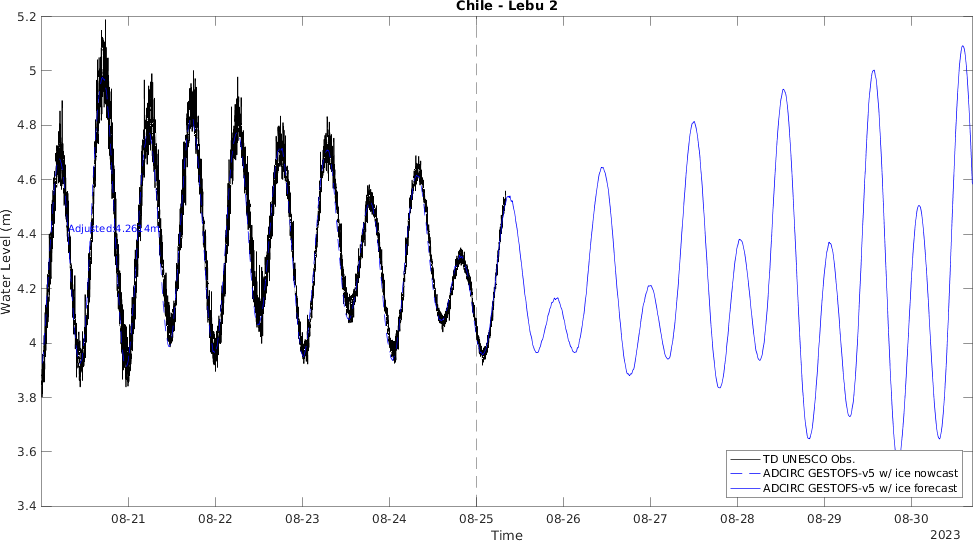 Chile - Lebu 2
5.2
5
4.8
4.6
4.4
4.2
4
3.8
3.6
3.4
Water Level (m)
Adjusted:4.2624m
TD UNESCO Obs.
ADCIRC GESTOFS-v5 w/ ice nowcast
ADCIRC GESTOFS-v5 w/ ice forecast
08-21 08-22 08-23 08-24 08-25 08-26 08-27 08-28 08-29 08-30
Time
2023